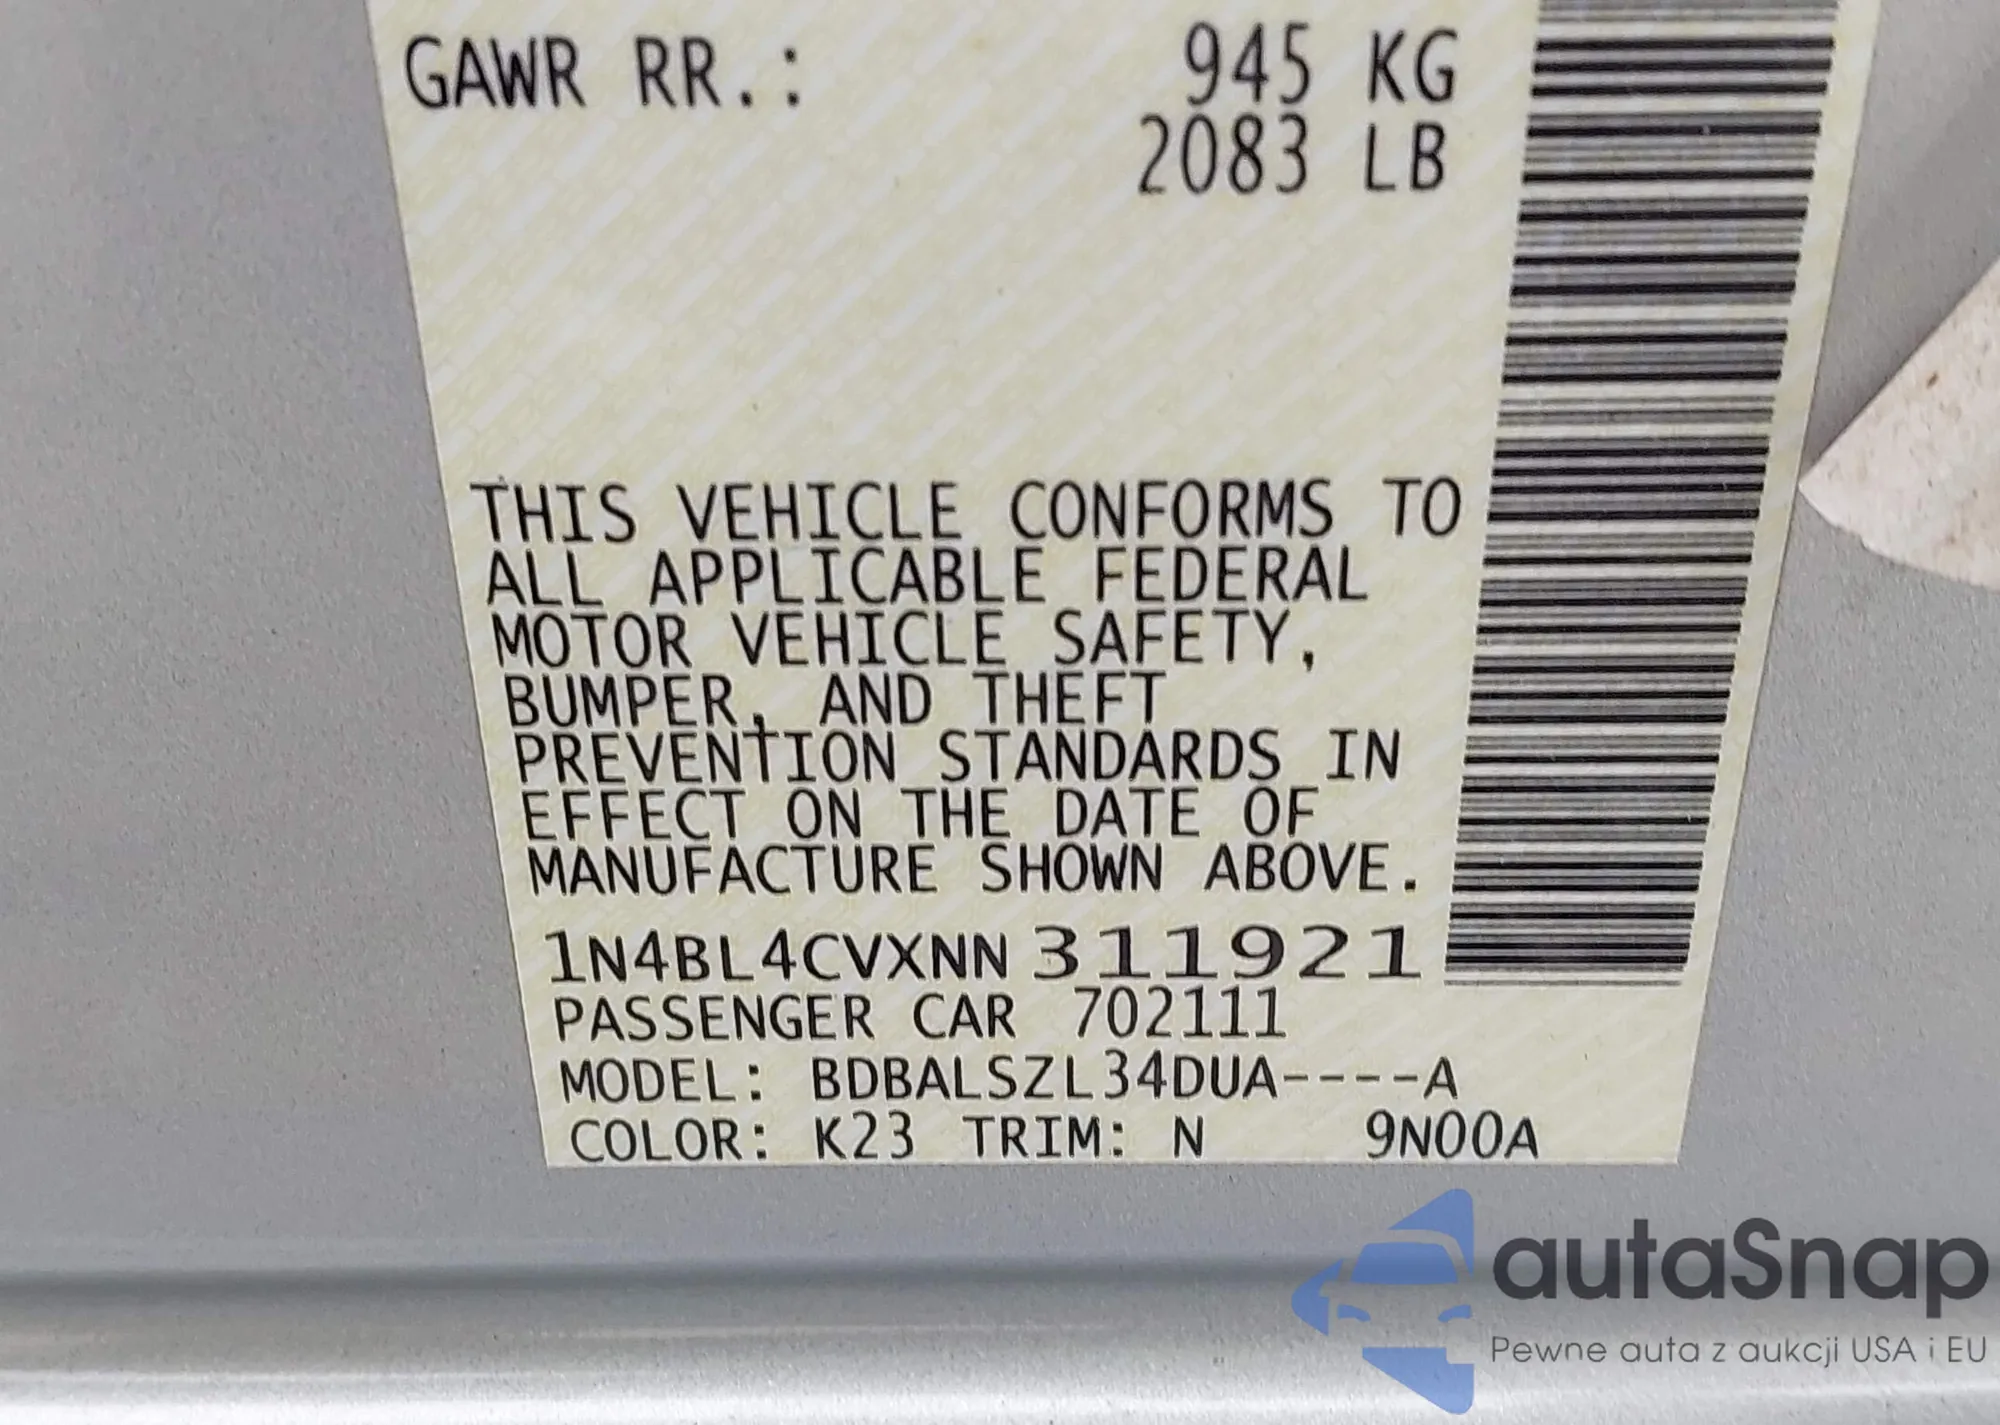 GAWR RR.: 945 KG
2083 LB
THIS VEHICLE CONFORMS TO
ALL APPLICABLE FEDERAL
MOTOR VEHICLE SAFETY,
BUMPER, AND THEFT
PREVENTION STANDARDS IN
EFFECT ON THE DATE OF
MANUFACTURE SHOWN ABOVE.
1N4BL4CVXNN311921
PASSENGER CAR 702111
MODEL: BDBALSZL34DUA----A
COLOR: K23 TRIM: N 9N00A
autaSnap
Pewne auta z aukcji USA i EU